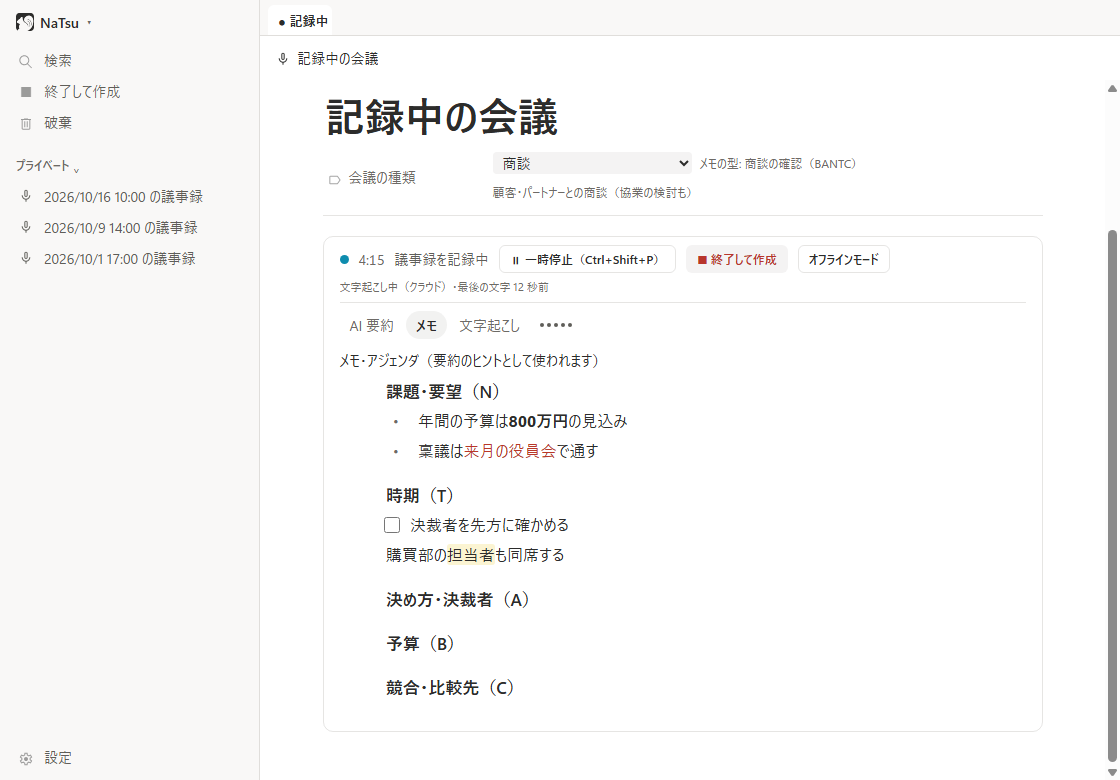 NaTsu
検索
終了して作成
破棄
プライベート
2026/10/16 10:00 の議事録
2026/10/9 14:00 の議事録
2026/10/1 17:00 の議事録
設定
● 記録中
記録中の会議
記録中の会議
会議の種類
商談
メモの型: 商談の確認（BANTC）
顧客・パートナーとの商談（協業の検討も）
4:15 議事録を記録中
一時停止（Ctrl+Shift+P）
終了して作成
オフラインモード
文字起こし中（クラウド）・最後の文字 12 秒前
AI 要約
メモ
文字起こし
メモ・アジェンダ（要約のヒントとして使われます）
課題・要望（N）
• 年間の予算は800万円の見込み
• 稟議は来月の役員会で通す
時期（T）
決裁者を先方に確かめる
購買部の担当者も同席する
決め方・決裁者（A）
予算（B）
競合・比較先（C）